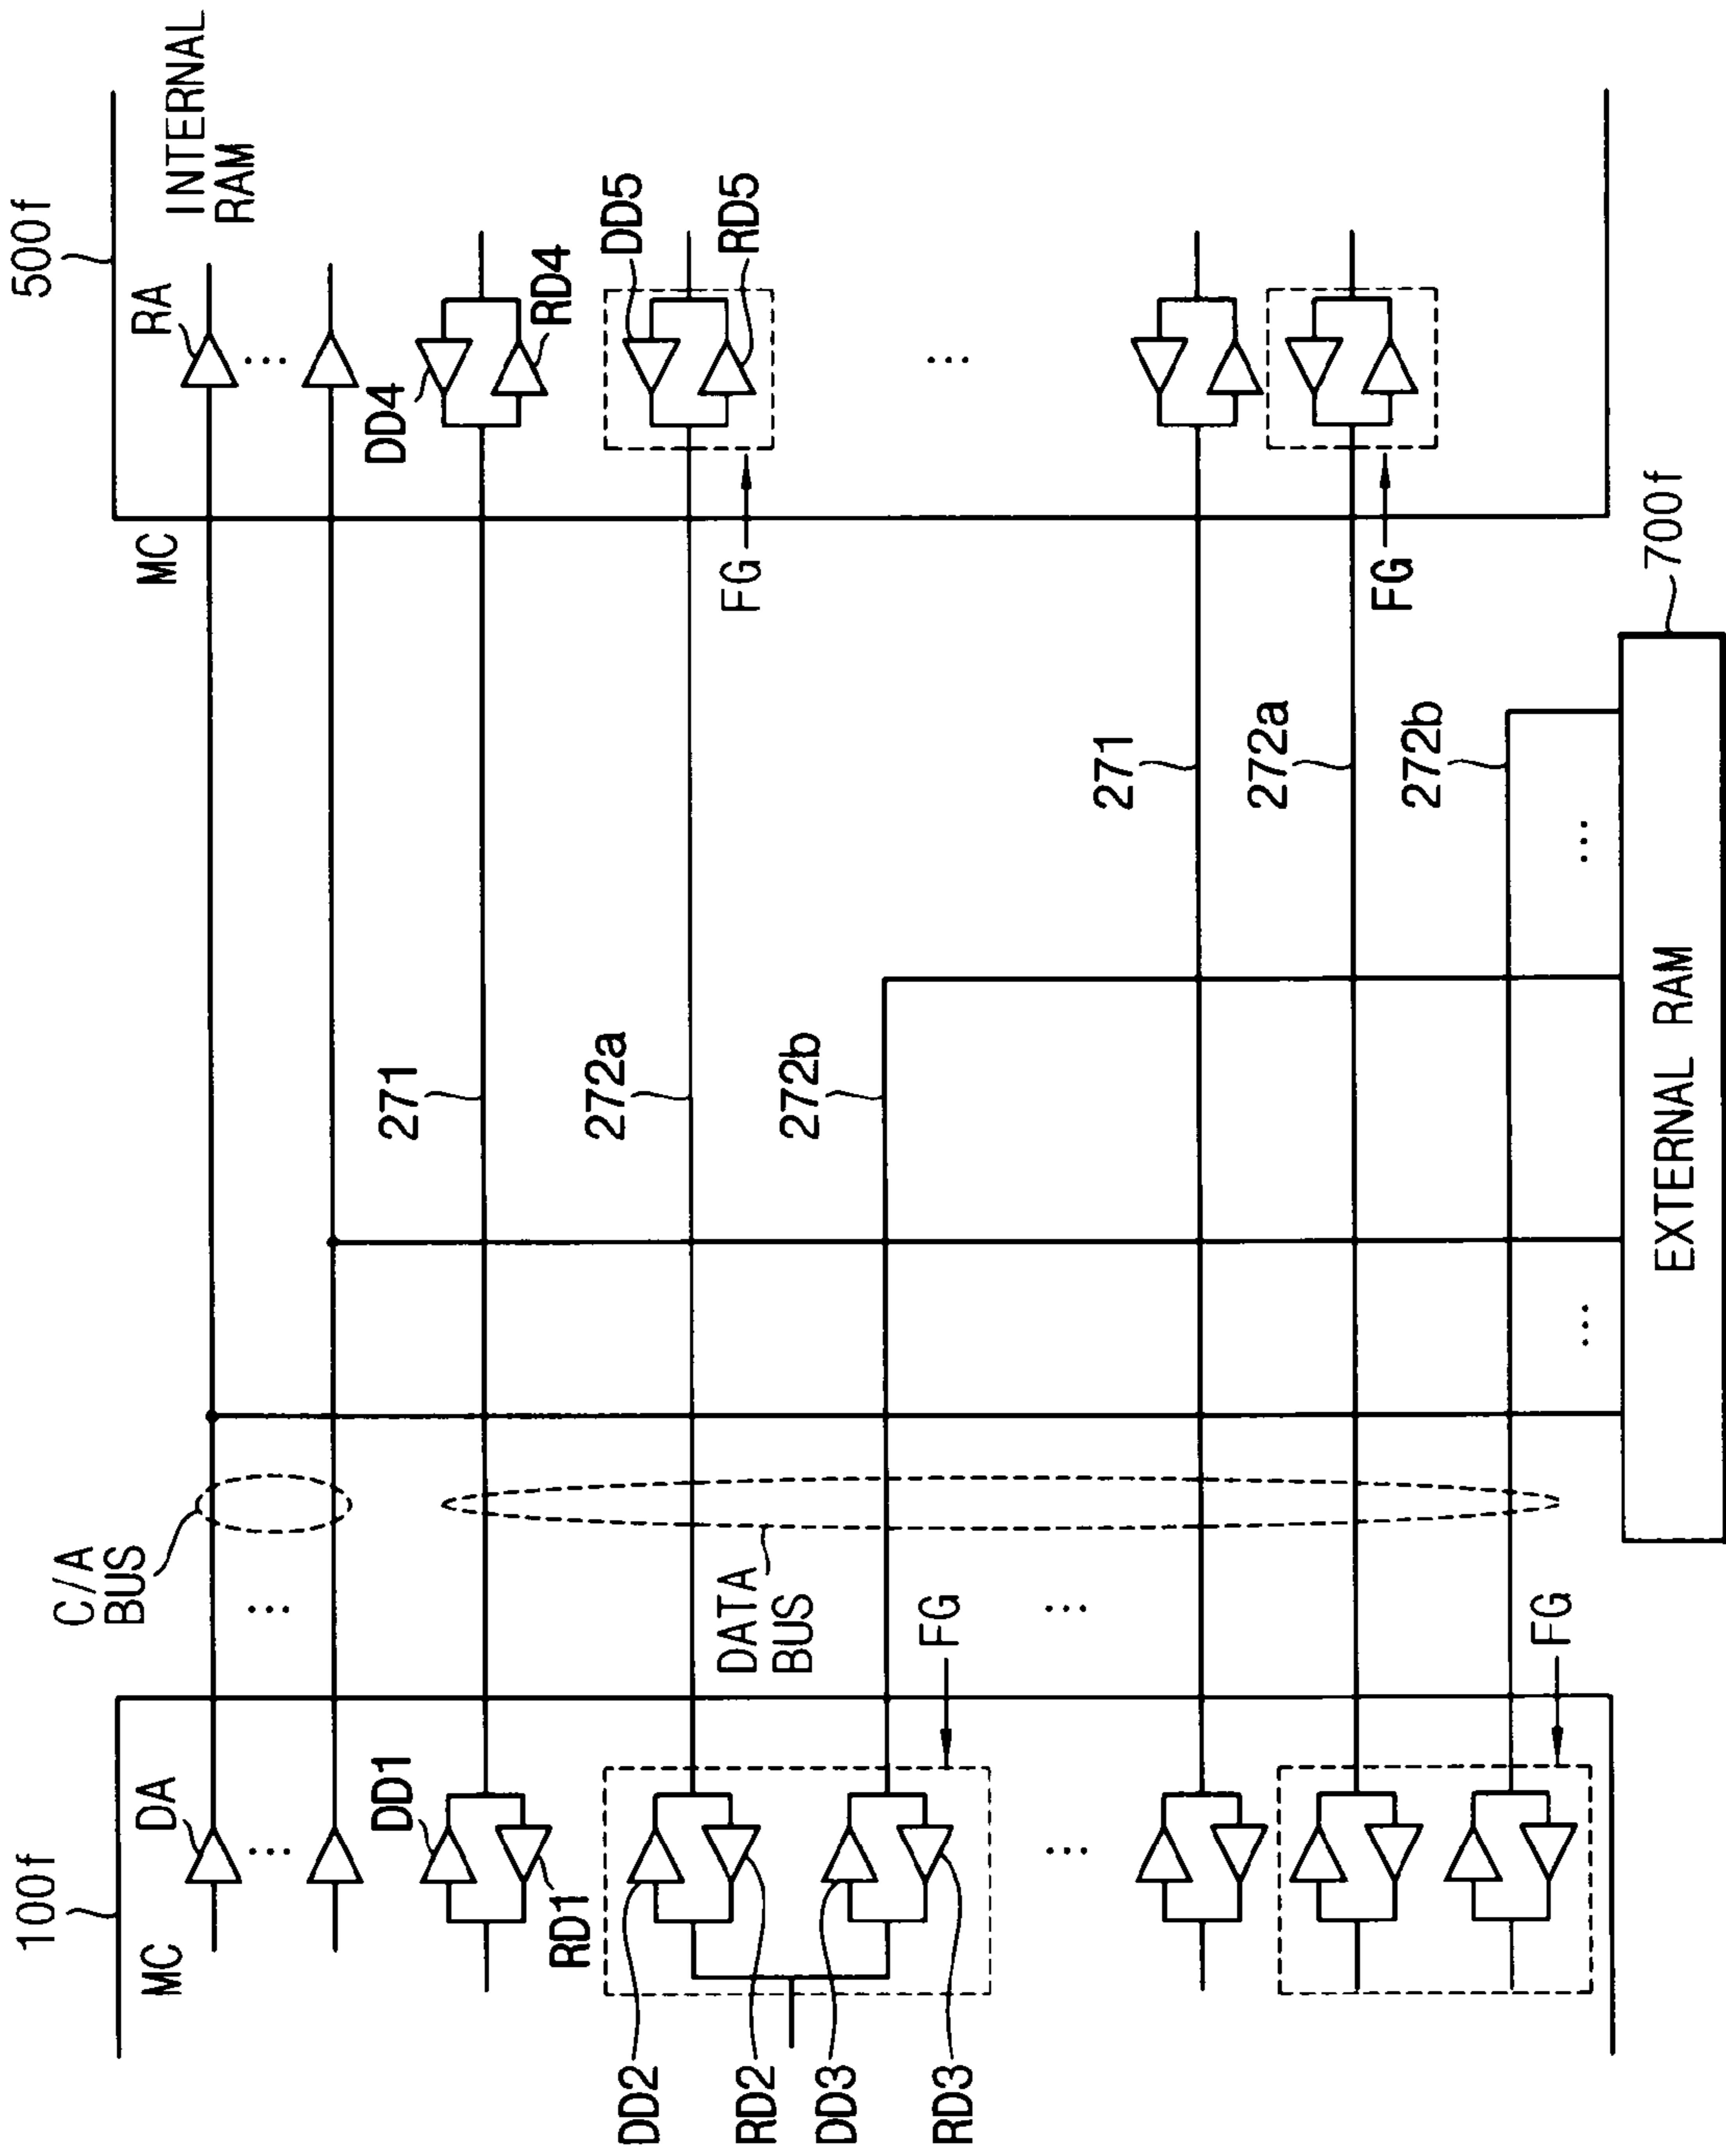 100f
500f
MC
DA
C/A
BUS
MC
RA
INTERNAL
RAM
...
...
...
DD1
RD1
271
DD4
RD4
DD2
RD2
DD3
RD3
DATA
BUS
272a
272b
DD5
RD5
FG
FG
...
...
...
271
272a
272b
FG
FG
...
...
EXTERNAL RAM
700f